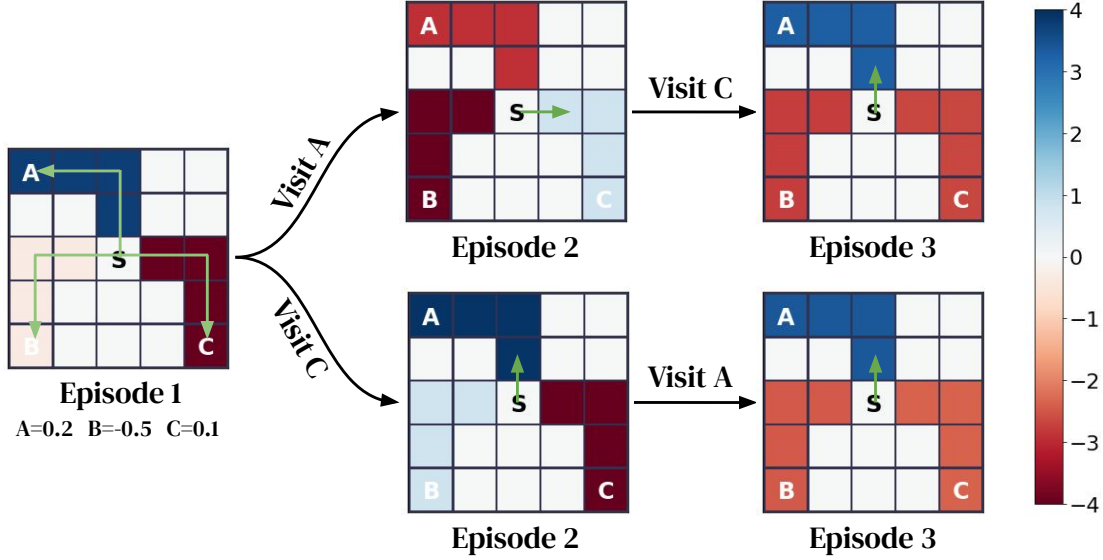 A
S
B
C
Episode 1
A=0.2 B=-0.5 C=0.1
Visit A
Visit C
A
S
B
C
Episode 2
Visit C
A
S
B
C
Episode 3
A
S
B
C
Episode 2
Visit A
A
S
B
C
Episode 3
4
3
2
1
0
−1
−2
−3
−4